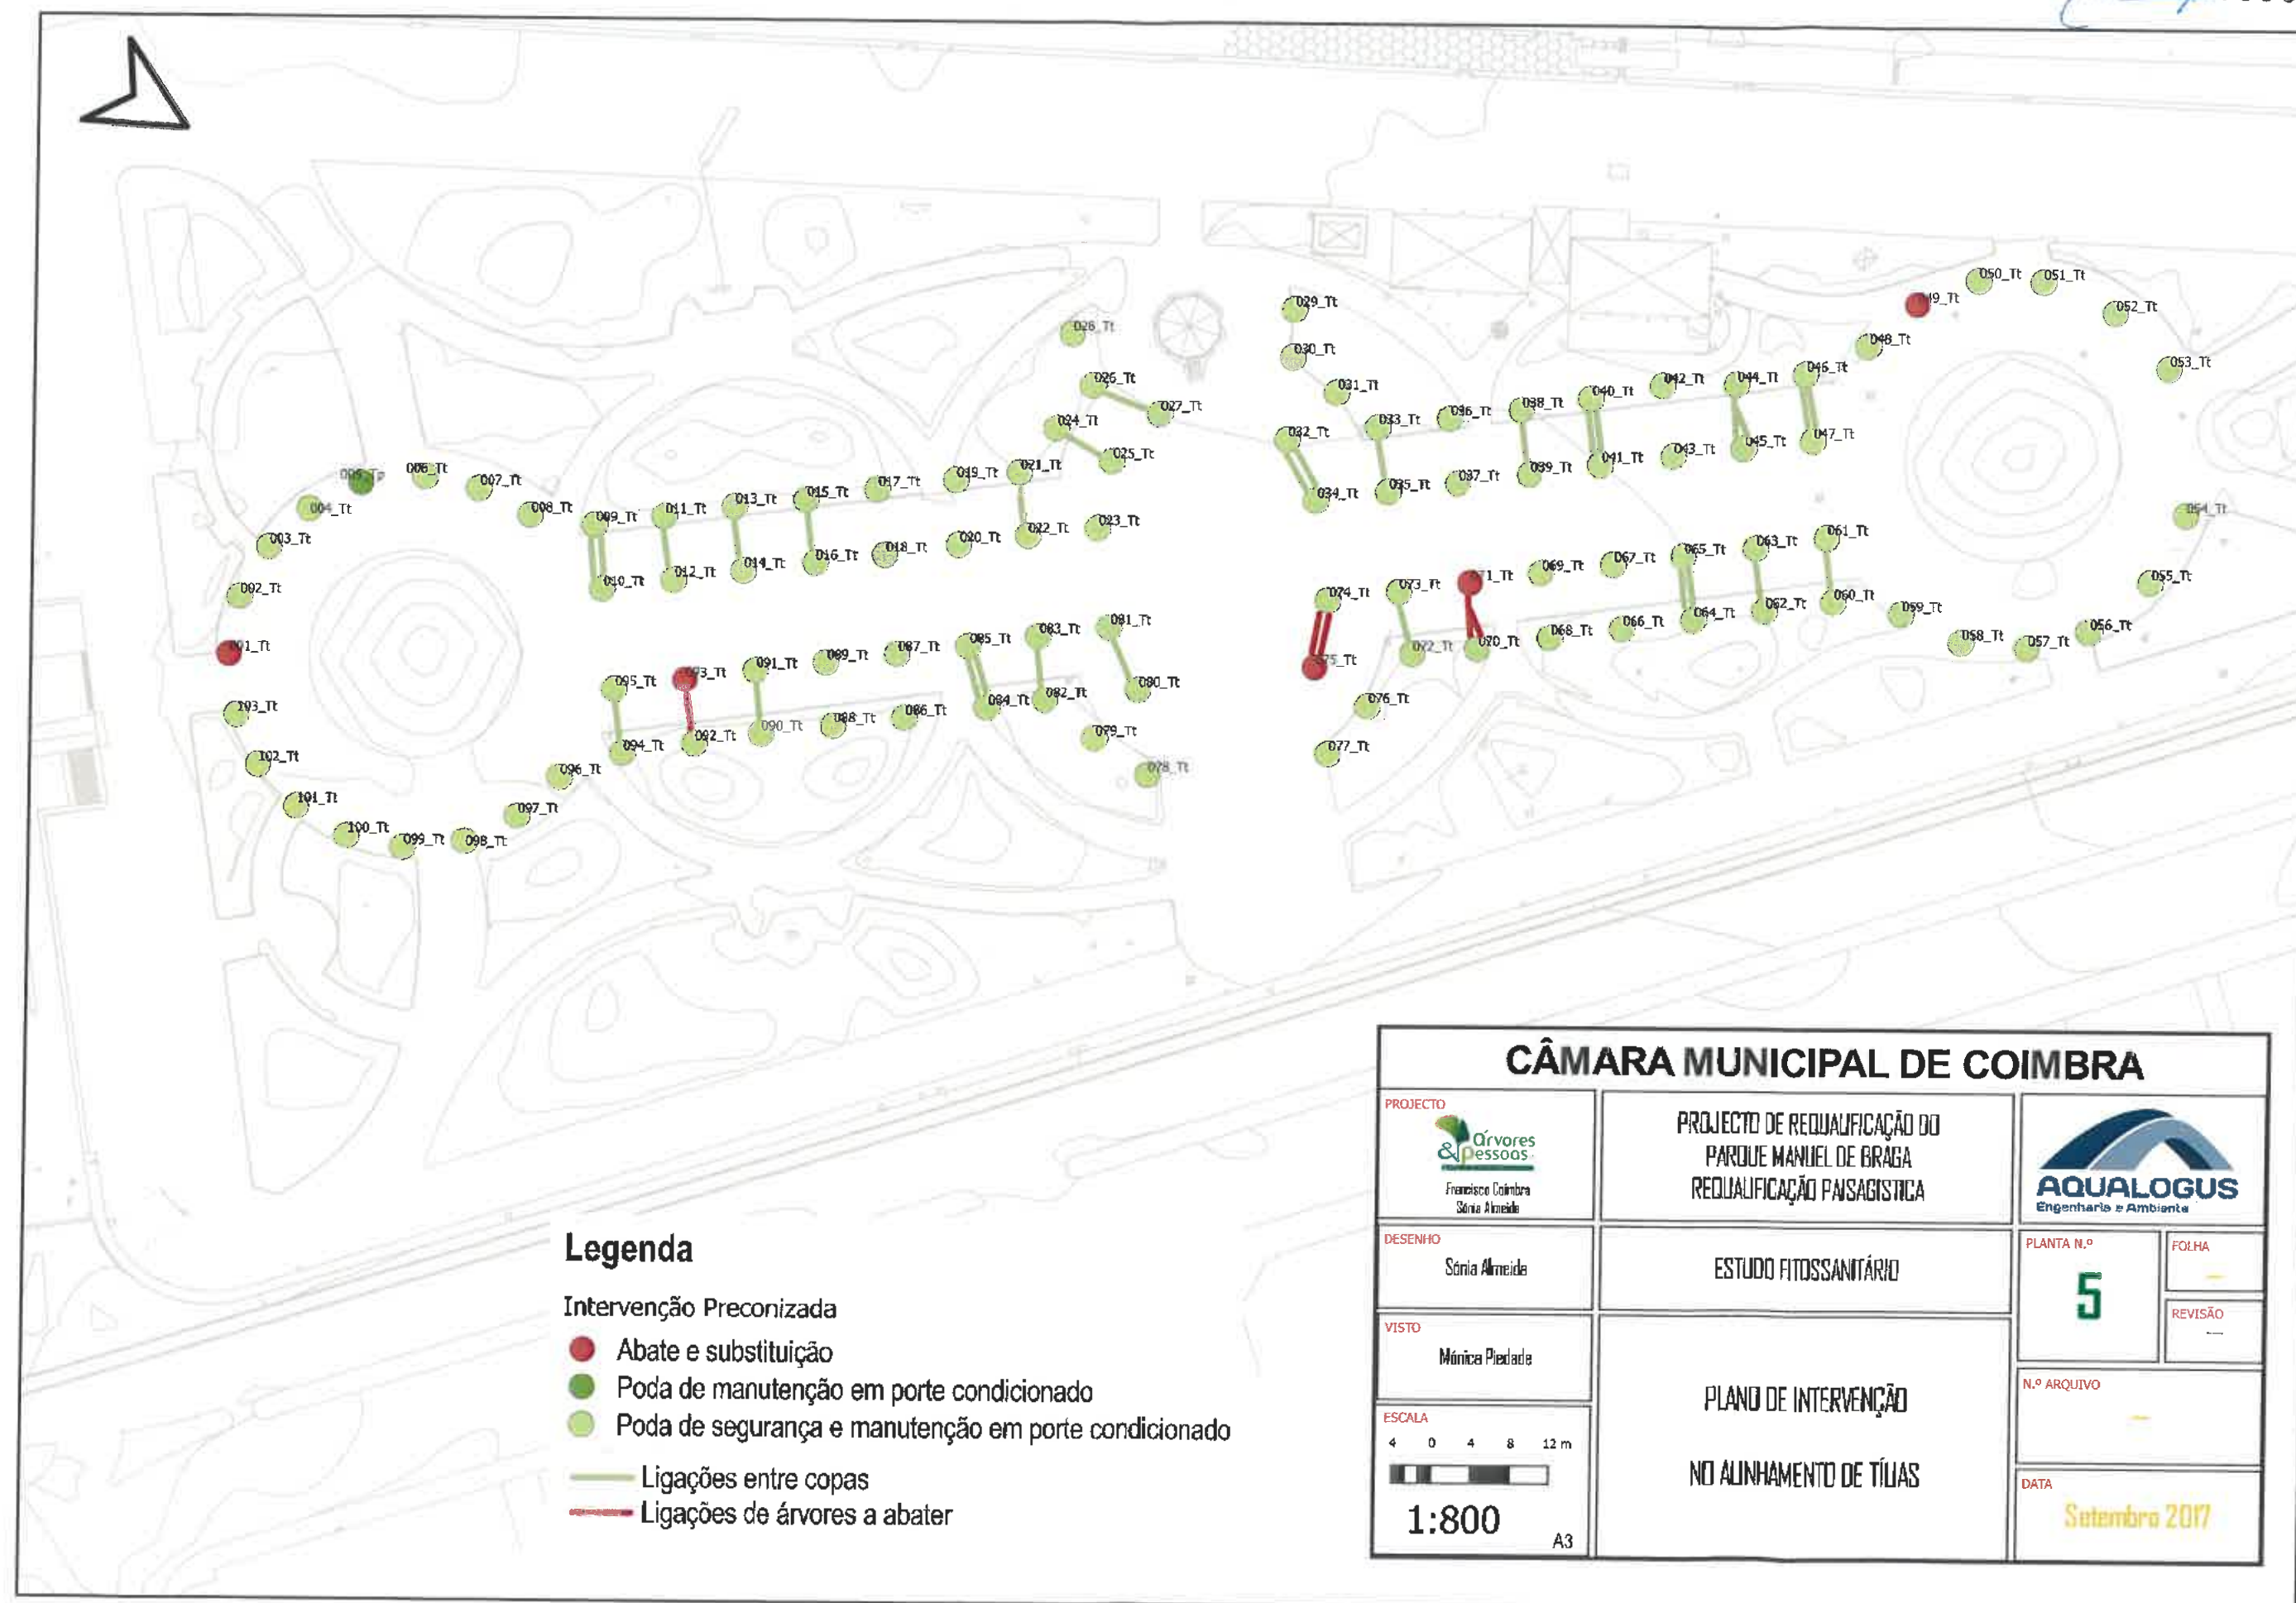 029_Tt
050_Tt
051_Tt
49_Tt
052_Tt
026_Tt
030_Tt
048_Tt
053_Tt
026_Tt
031_Tt
027_Tt
046_Tt
044_Tt
042_Tt
040_Tt
038_Tt
036_Tt
033_Tt
032_Tt
024_Tt
025_Tt
047_Tt
045_Tt
043_Tt
041_Tt
039_Tt
037_Tt
035_Tt
034_Tt
006_Tt
007_Tt
008_Tt
004_Tt
003_Tt
002_Tt
009_Tt
011_Tt
013_Tt
015_Tt
017_Tt
019_Tt
021_Tt
010_Tt
012_Tt
014_Tt
016_Tt
018_Tt
020_Tt
022_Tt
023_Tt
054_Tt
061_Tt
063_Tt
065_Tt
067_Tt
069_Tt
71_Tt
073_Tt
074_Tt
055_Tt
056_Tt
057_Tt
058_Tt
059_Tt
060_Tt
062_Tt
064_Tt
066_Tt
068_Tt
070_Tt
072_Tt
75_Tt
076_Tt
077_Tt
01_Tt
103_Tt
102_Tt
101_Tt
100_Tt
099_Tt
098_Tt
097_Tt
096_Tt
095_Tt
93_Tt
091_Tt
089_Tt
087_Tt
085_Tt
083_Tt
081_Tt
094_Tt
092_Tt
090_Tt
088_Tt
086_Tt
084_Tt
082_Tt
080_Tt
079_Tt
078_Tt
Legenda
Intervenção Preconizada
Abate e substituição
Poda de manutenção em porte condicionado
Poda de segurança e manutenção em porte condicionado
Ligações entre copas
Ligações de árvores a abater
CÂMARA MUNICIPAL DE COIMBRA
PROJECTO
árvores
&pessoas
Francisco Coimbra
Sónia Almeida
PROJECTO DE REQUALIFICAÇÃO DO
PARQUE MANUEL DE BRAGA
REQUALIFICAÇÃO PAISAGISTICA
AQUALOGUS
Engenharia e Ambiente
DESENHO
Sónia Almeida
ESTUDO FITOSSANITÁRIO
PLANTA N.º
5
FOLHA
–
REVISÃO
---
VISTO
Mónica Piedade
PLANO DE INTERVENÇÃO
NO ALINHAMENTO DE TÍLIAS
N.º ARQUIVO
–
ESCALA
4 0 4 8 12 m
1:800
A3
DATA
Setembro 2017